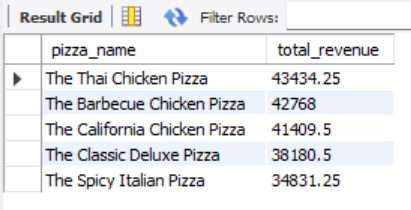 Result Grid Filter Rows:
pizza_name total_revenue
The Thai Chicken Pizza 43434.25
The Barbecue Chicken Pizza 42768
The California Chicken Pizza 41409.5
The Classic Deluxe Pizza 38180.5
The Spicy Italian Pizza 34831.25